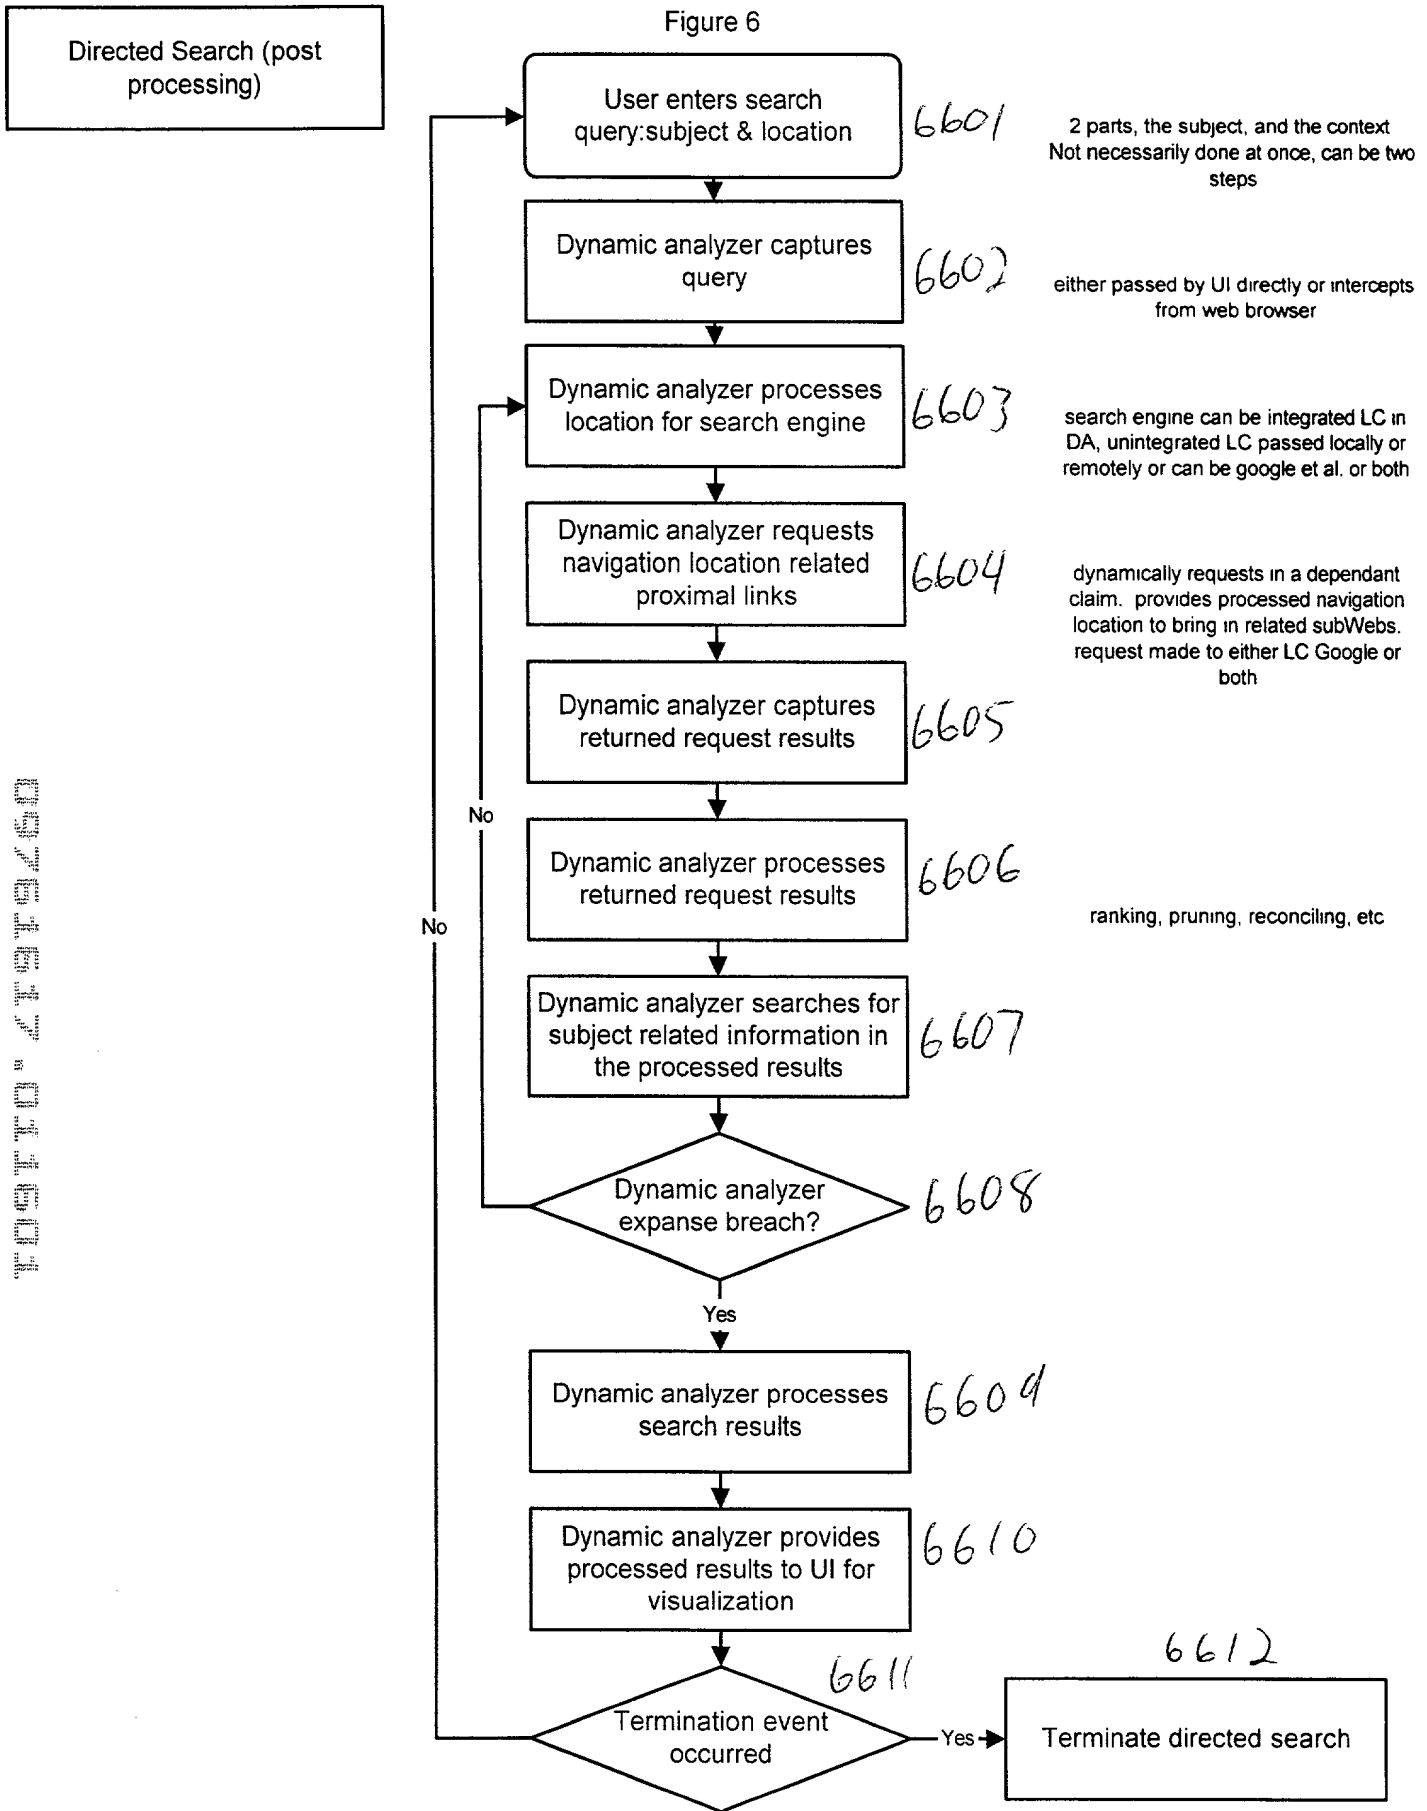 Figure 6
Directed Search (post
processing)
User enters search
query:subject & location
6601
2 parts, the subject, and the context
Not necessarily done at once, can be two
steps
Dynamic analyzer captures
query
6602
either passed by UI directly or intercepts
from web browser
Dynamic analyzer processes
location for search engine
6603
search engine can be integrated LC in
DA, unintegrated LC passed locally or
remotely or can be google et al. or both
Dynamic analyzer requests
navigation location related
proximal links
6604
dynamically requests in a dependant
claim. provides processed navigation
location to bring in related subWebs.
request made to either LC Google or
both
Dynamic analyzer captures
returned request results
6605
No
Dynamic analyzer processes
returned request results
6606
ranking, pruning, reconciling, etc
No
Dynamic analyzer searches for
subject related information in
the processed results
6607
Dynamic analyzer
expanse breach?
6608
Yes
Dynamic analyzer processes
search results
6609
Dynamic analyzer provides
processed results to UI for
visualization
6610
Termination event
occurred
6611
Yes
6612
Terminate directed search
09761617.011601